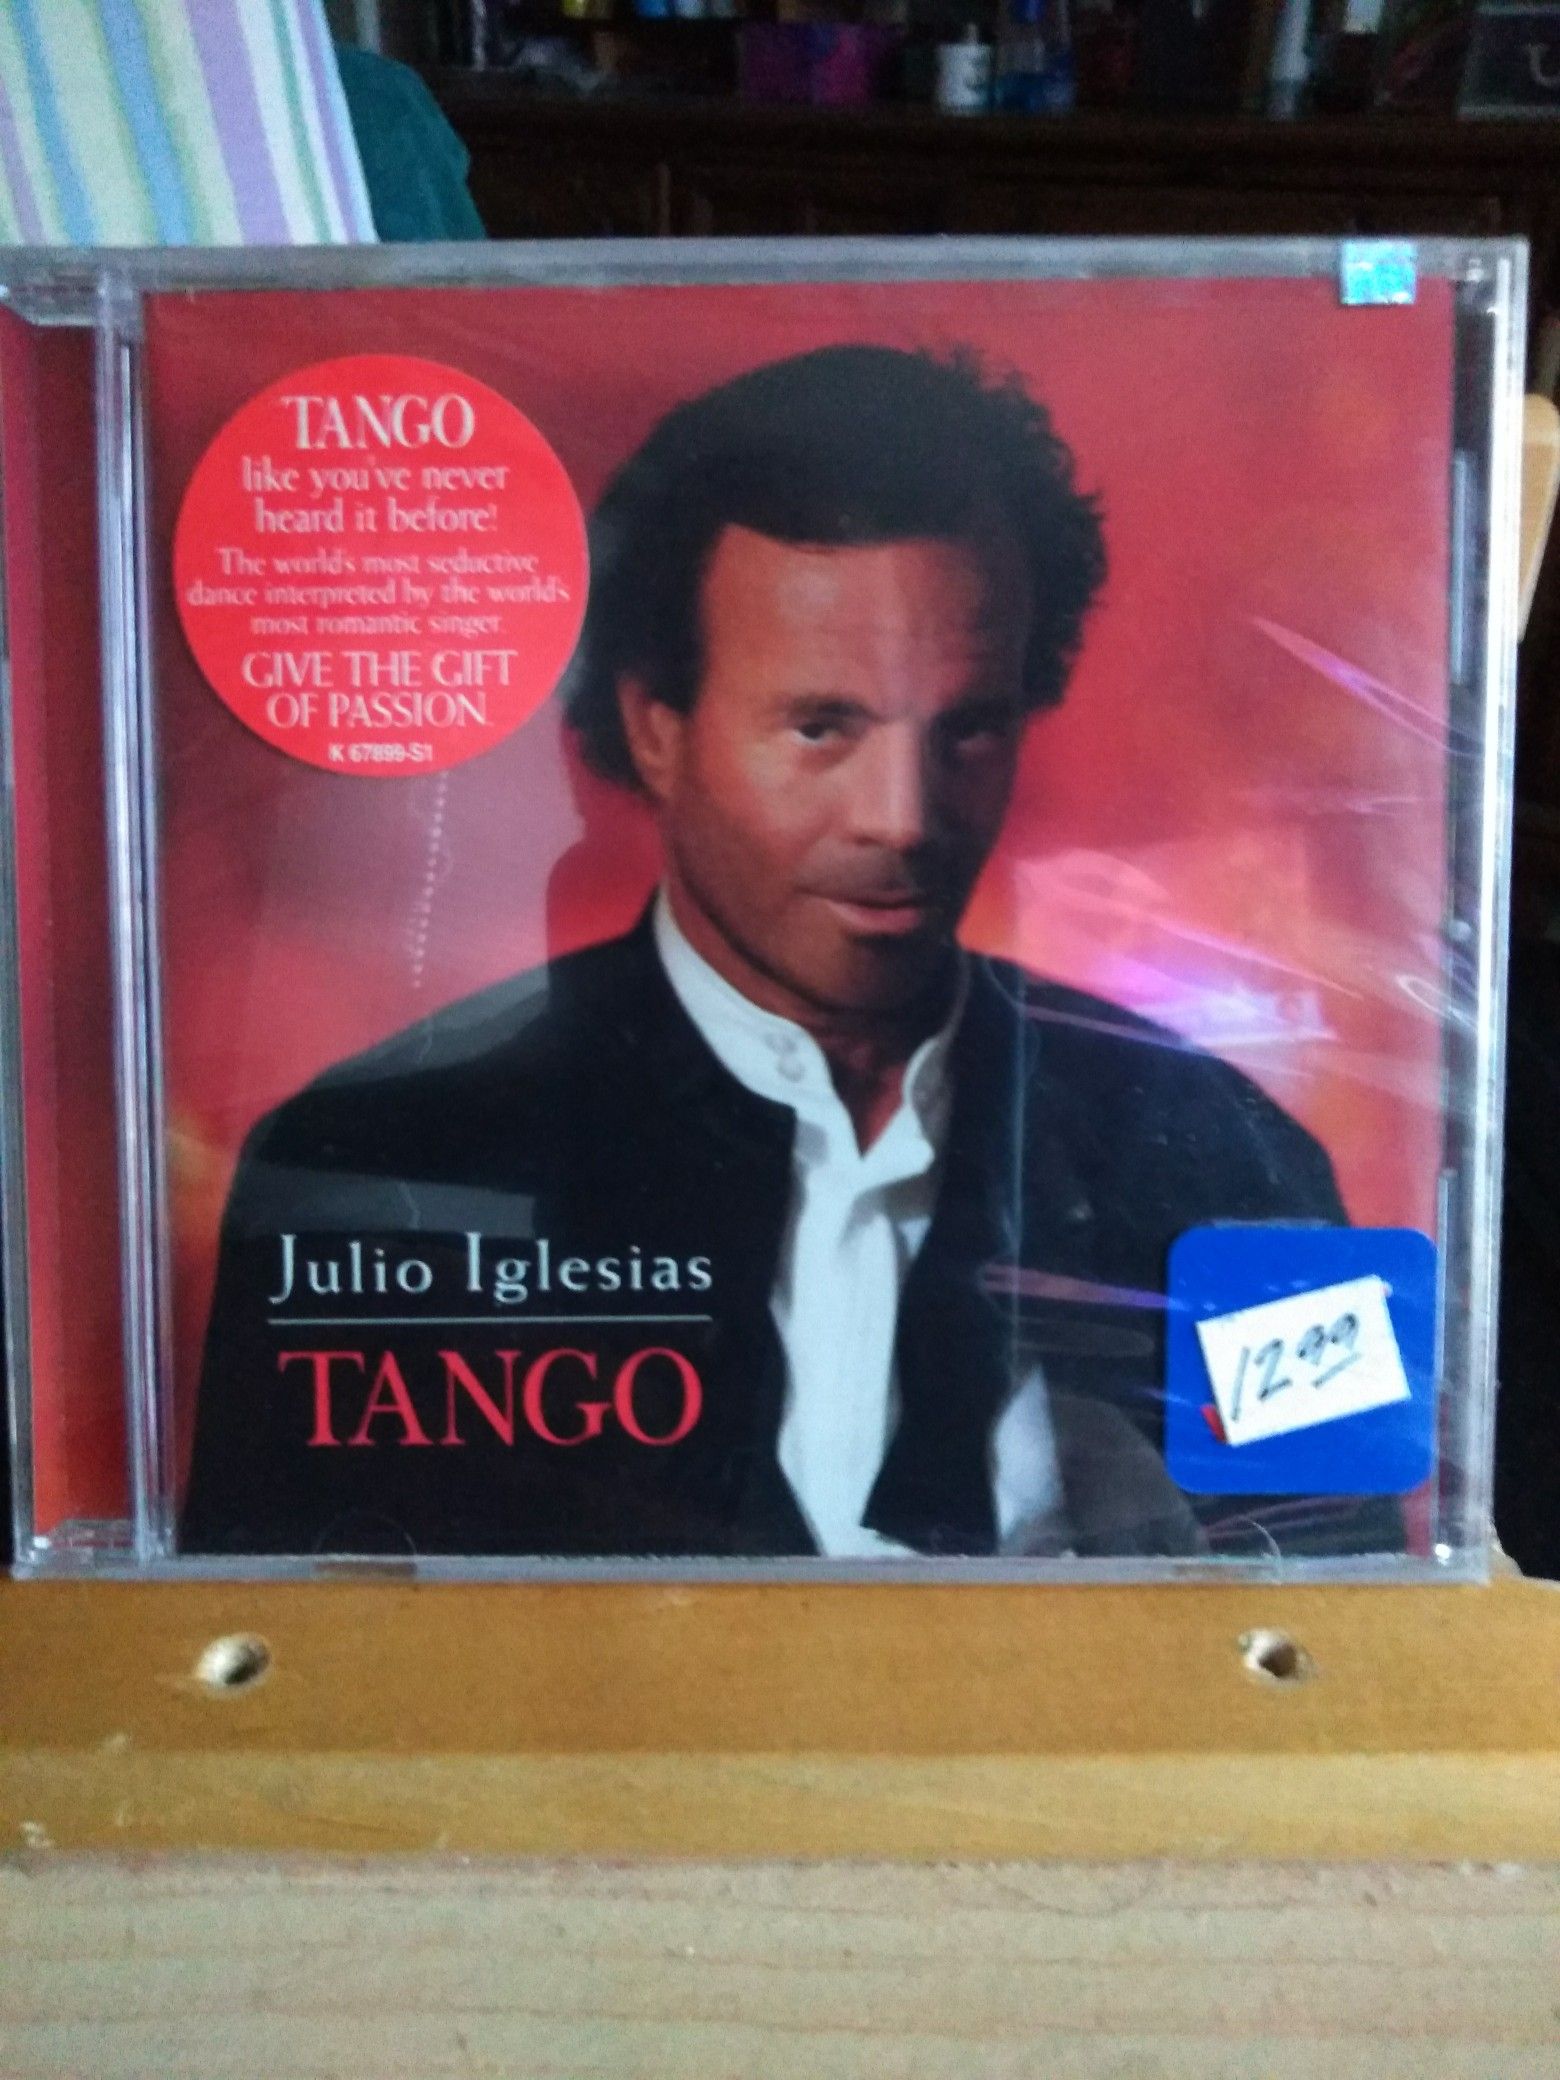 TANGO
like you've never
heard it before!
The world's most seductive
dance interpreted by the world's
most romantic singer.
GIVE THE GIFT
OF PASSION
K 67899-S1
Julio Iglesias
TANGO
12 99